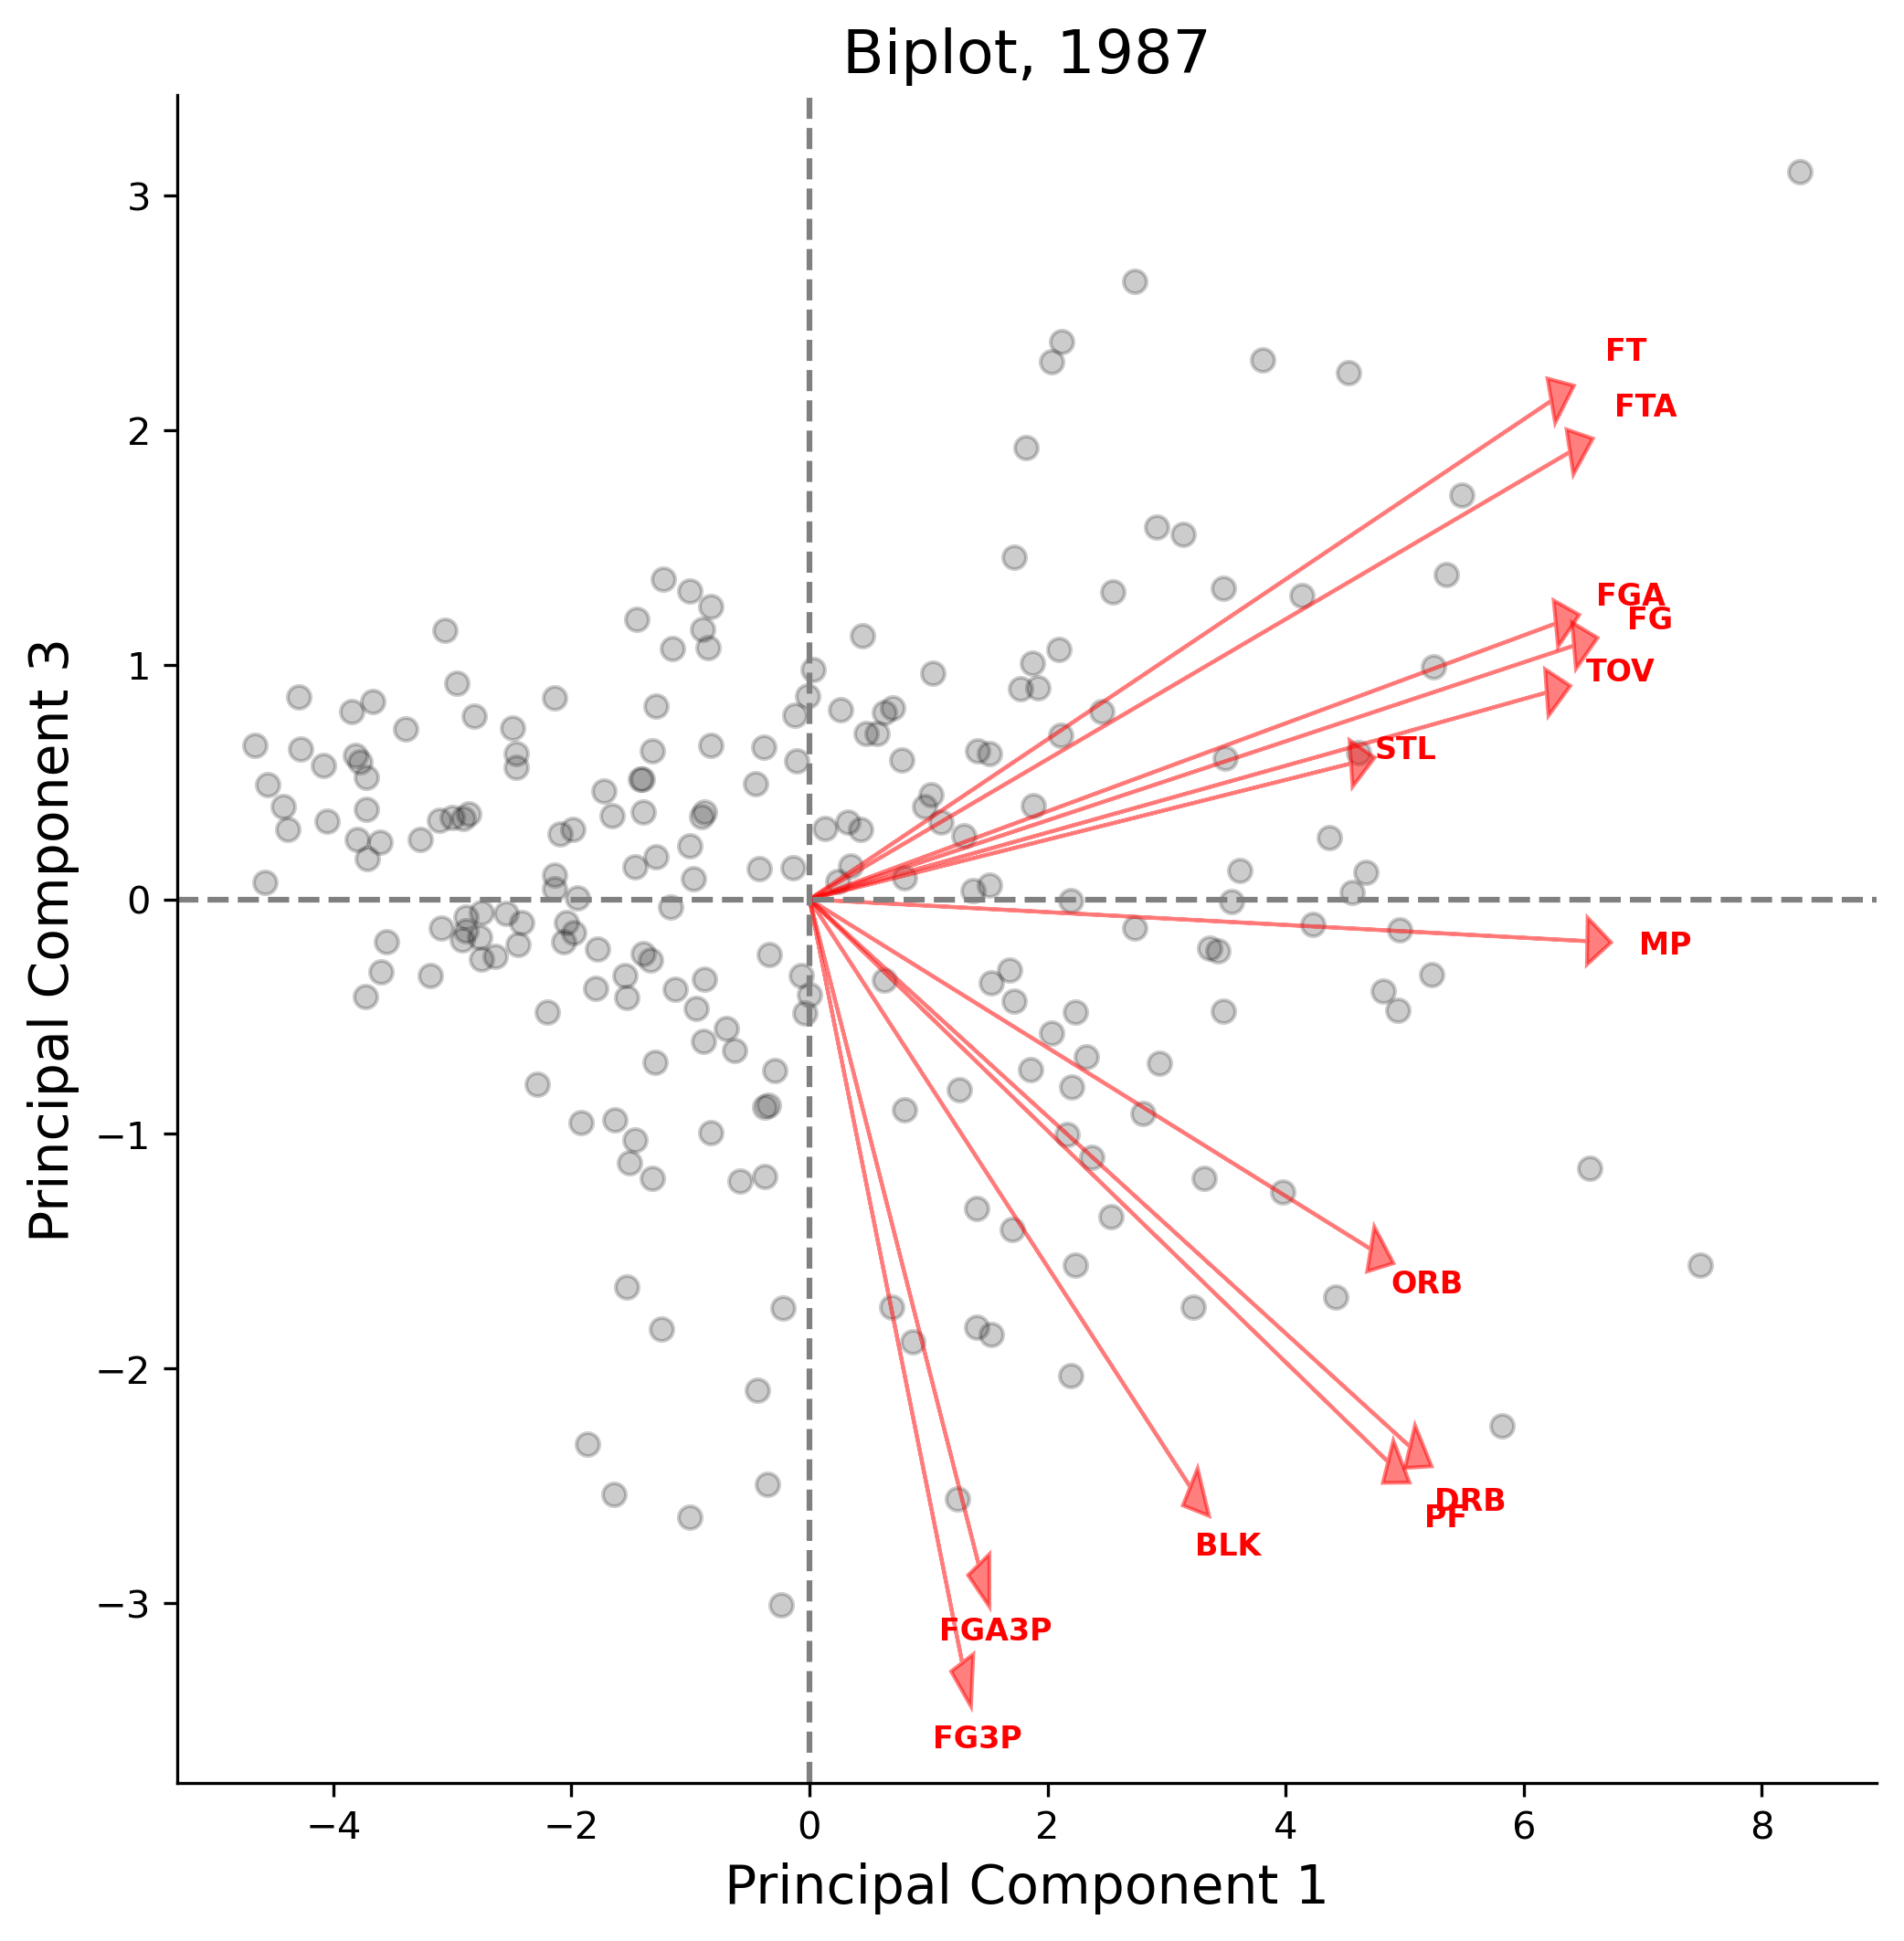 Biplot, 1987
Principal Component 3
3
2
1
0
−1
−2
−3
FT
FTA
FGA
FG
TOV
STL
MP
ORB
DRB
PF
BLK
FGA3P
FG3P
−4 −2 0 2 4 6 8
Principal Component 1